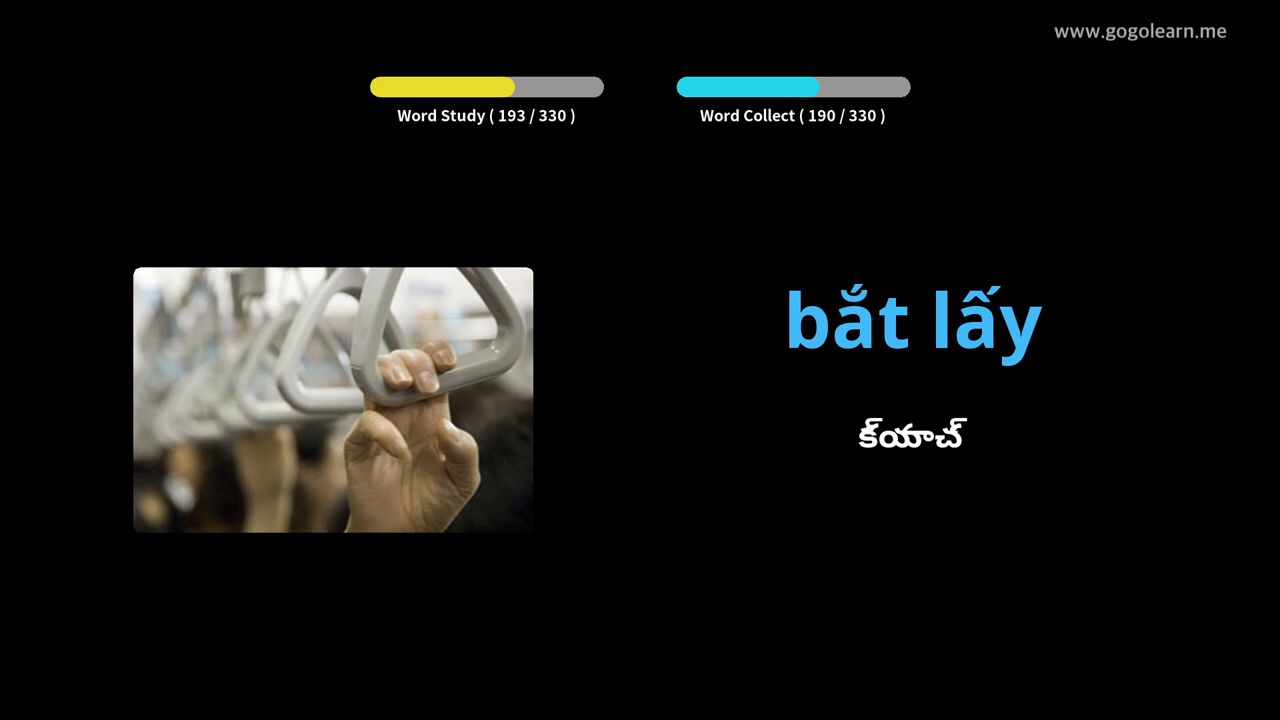 www.gogolearn.me
Word Study ( 193 / 330 )
Word Collect ( 190 / 330 )
bắt lấy
క్‌యాచ్